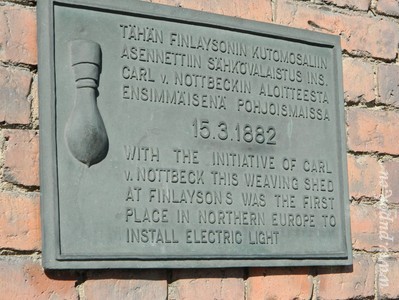 TÄHÄN FINLAYSONIN KUTOMOSALIIN
ASENNETTIIN SÄHKÖVALAISTUS INS.
CARL v. NOTTBECKIN ALOITTEESTA
ENSIMMÄISENÄ POHJOISMAISSA
15.3.1882
WITH THE INITIATIVE OF CARL
v. NOTTBECK THIS WEAVING SHED
AT FINLAYSON'S WAS THE FIRST
PLACE IN NORTHERN EUROPE TO
INSTALL ELECTRIC LIGHT